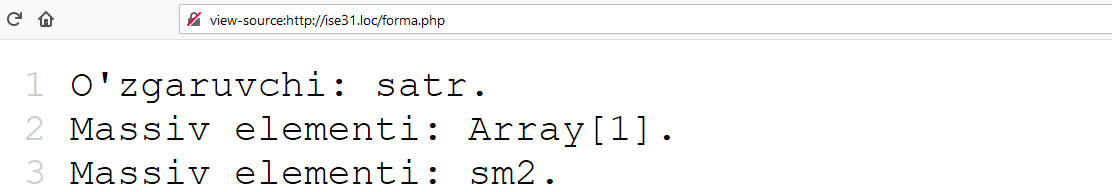 view-source:http://ise31.loc/forma.php
1 O'zgaruvchi: satr.
2 Massiv elementi: Array[1].
3 Massiv elementi: sm2.